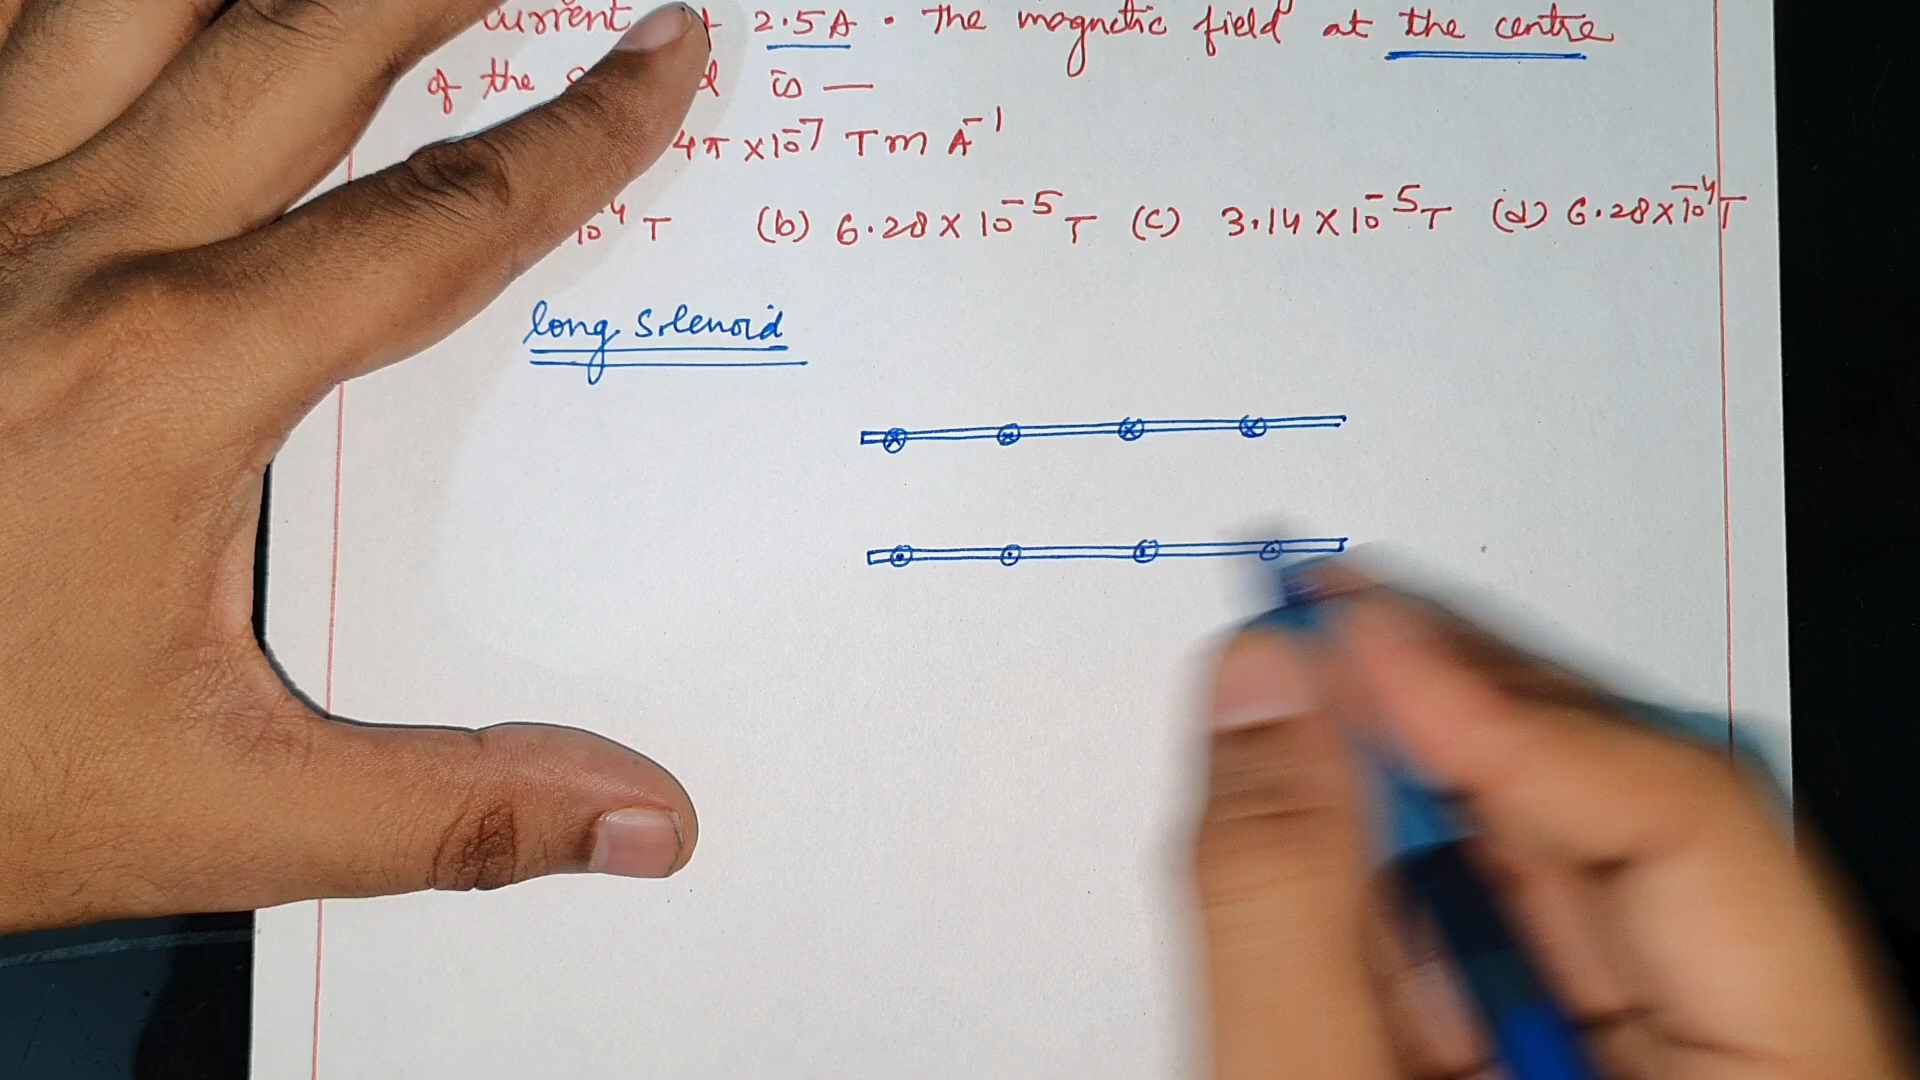 current 2.5A. The magnetic field at the centre
of the is —
4π × 10⁻⁷ T m A⁻¹
10⁻⁴ T (b) 6.28 × 10⁻⁵ T (c) 3.14 × 10⁻⁵ T (d) 6.28 × 10⁻⁴ T
long Solenoid